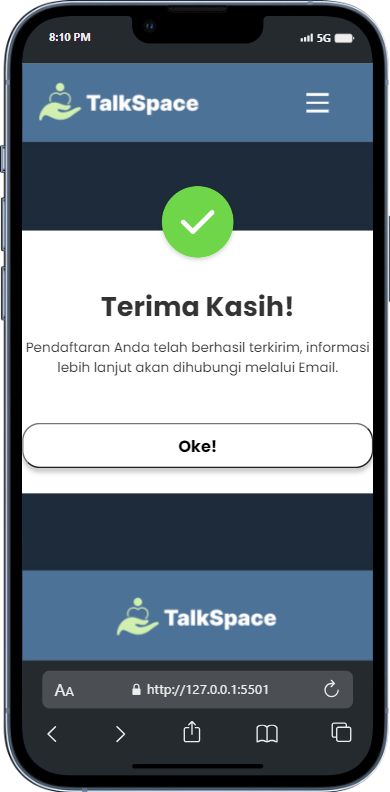 8:10 PM 5G
TalkSpace
Terima Kasih!
Pendaftaran Anda telah berhasil terkirim, informasi
lebih lanjut akan dihubungi melalui Email.
Oke!
TalkSpace
AA http://127.0.0.1:5501